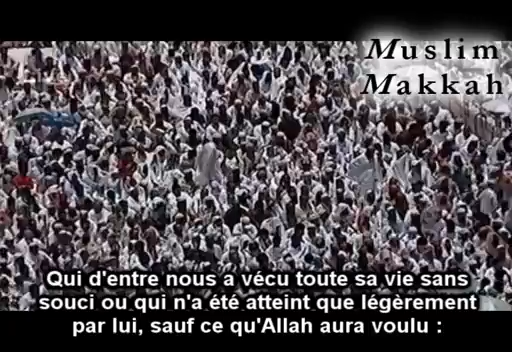 Muslim
Makkah
Qui d'entre nous a vécu toute sa vie sans
souci ou qui n'a été atteint que légèrement
par lui, sauf ce qu'Allah aura voulu :